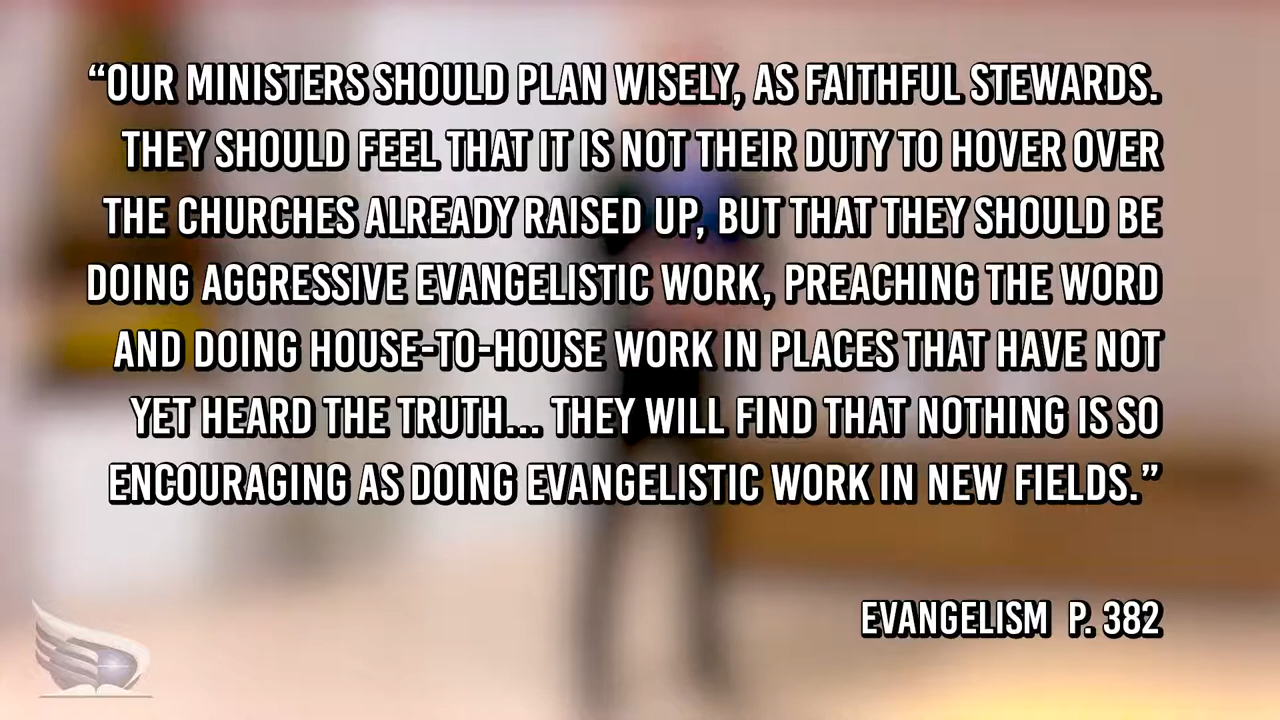 “OUR MINISTERS SHOULD PLAN WISELY, AS FAITHFUL STEWARDS.
THEY SHOULD FEEL THAT IT IS NOT THEIR DUTY TO HOVER OVER
THE CHURCHES ALREADY RAISED UP, BUT THAT THEY SHOULD BE
DOING AGGRESSIVE EVANGELISTIC WORK, PREACHING THE WORD
AND DOING HOUSE-TO-HOUSE WORK IN PLACES THAT HAVE NOT
YET HEARD THE TRUTH... THEY WILL FIND THAT NOTHING IS SO
ENCOURAGING AS DOING EVANGELISTIC WORK IN NEW FIELDS.”
EVANGELISM P. 382